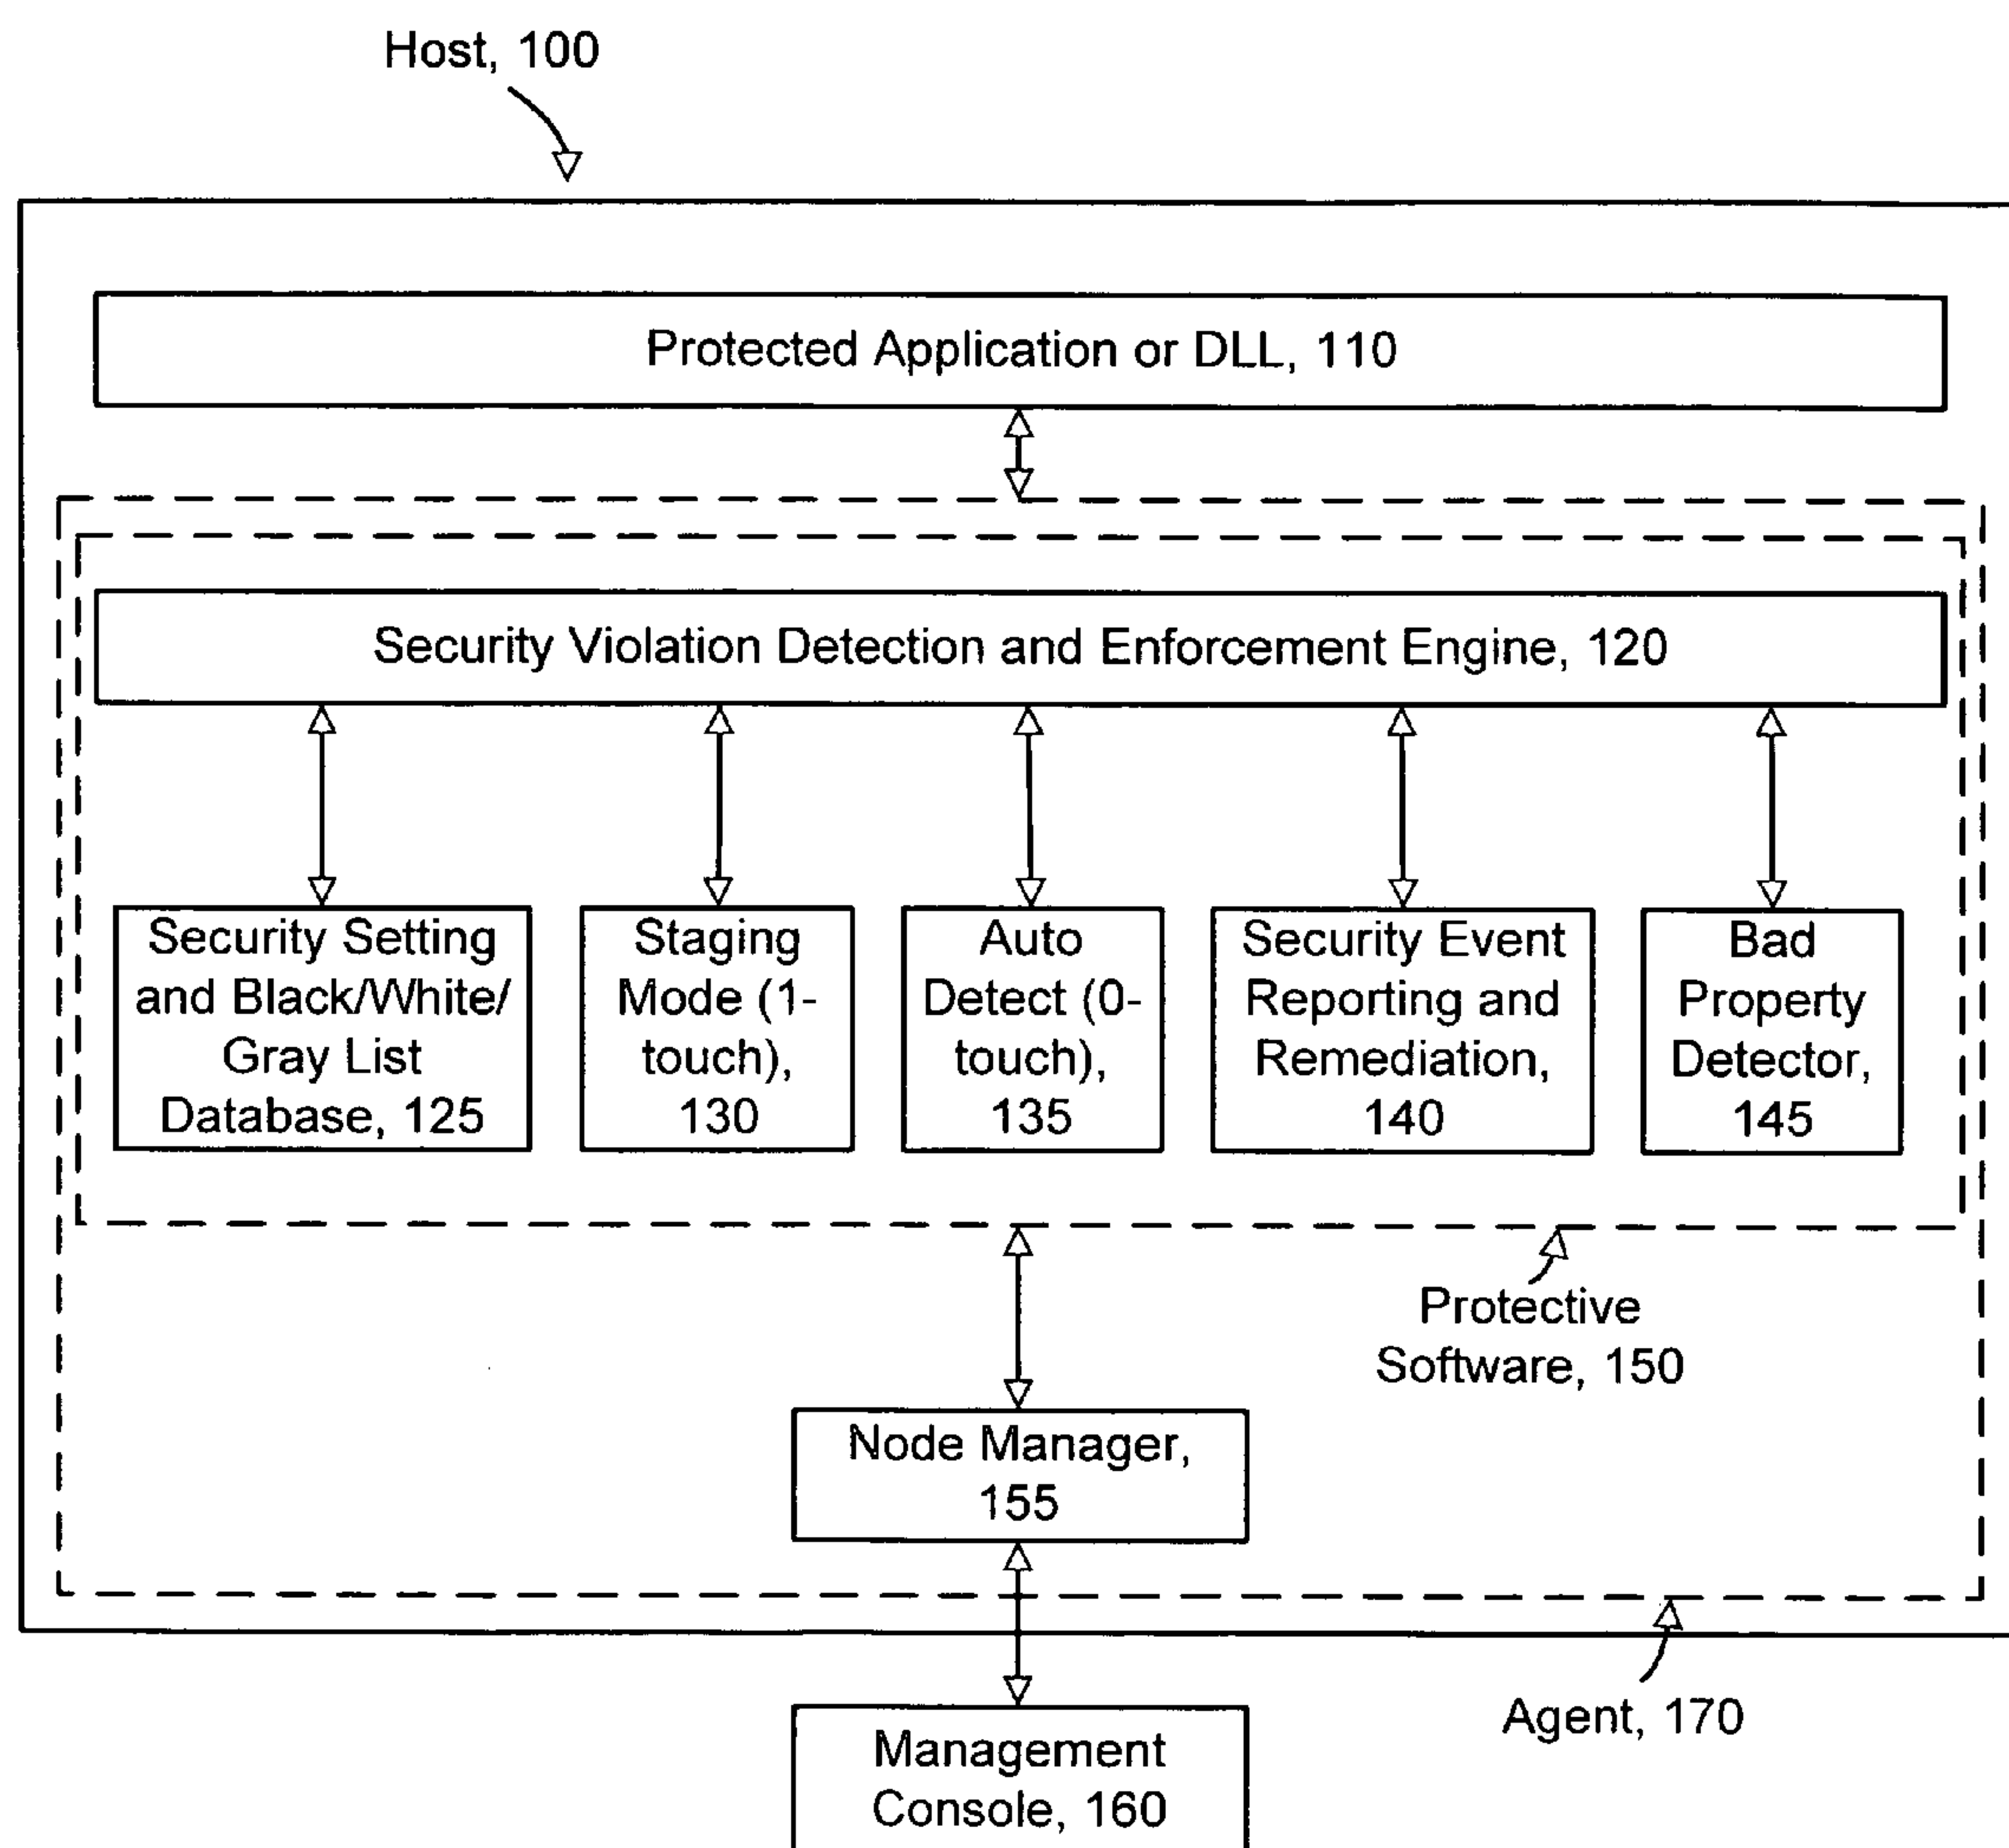 Host, 100
Protected Application or DLL, 110
Security Violation Detection and Enforcement Engine, 120
Security Setting
and Black/White/
Gray List
Database, 125
Staging
Mode (1-
touch),
130
Auto
Detect (0-
touch),
135
Security Event
Reporting and
Remediation,
140
Bad
Property
Detector,
145
Protective
Software, 150
Node Manager,
155
Agent, 170
Management
Console, 160